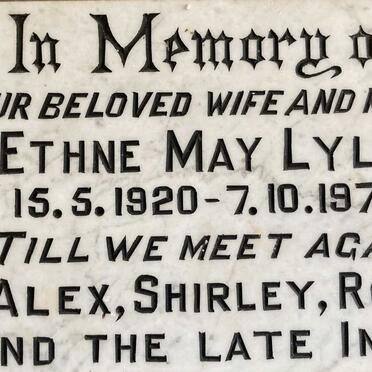 In Memory o
UR BELOVED WIFE AND
ETHNE MAY LYL
15.5.1920-7.10.197
TILL WE MEET AGA
ALEX, SHIRLEY, RO
ND THE LATE